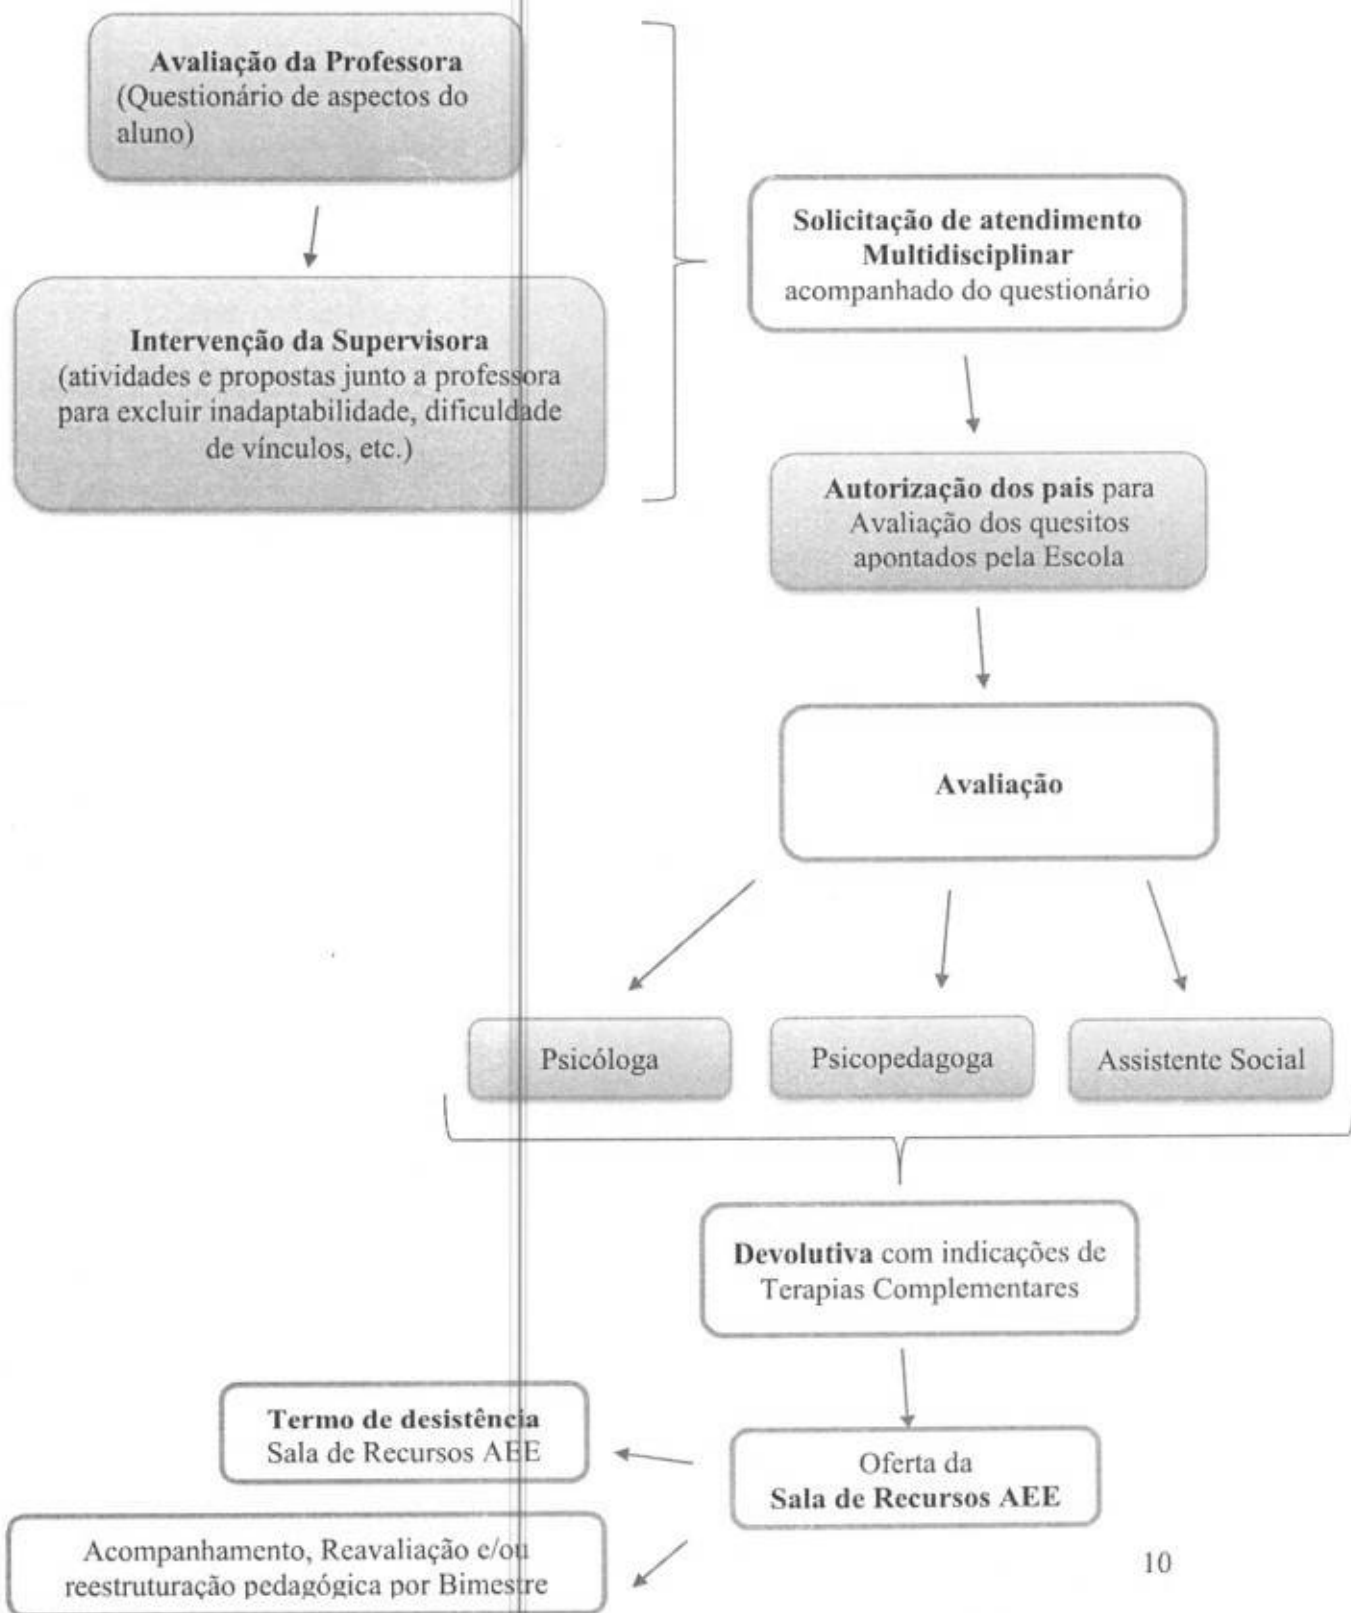 Avaliação da Professora
(Questionário de aspectos do
aluno)
Intervenção da Supervisora
(atividades e propostas junto a professora
para excluir inadaptabilidade, dificuldade
de vínculos, etc.)
Solicitação de atendimento
Multidisciplinar
acompanhado do questionário
Autorização dos pais para
Avaliação dos quesitos
apontados pela Escola
Avaliação
Psicóloga
Psicopedagoga
Assistente Social
Devolutiva com indicações de
Terapias Complementares
Oferta da
Sala de Recursos AEE
Termo de desistência
Sala de Recursos AEE
Acompanhamento, Reavaliação e/ou
reestruturação pedagógica por Bimestre
10